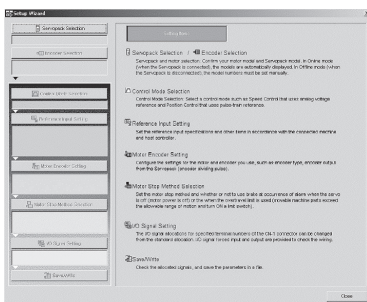 Setup Wizard
Servopack Selection
Encoder Selection
Control Mode Selection
Reference Input Setting
Motor Encoder Setting
Motor Stop Method Selection
I/O Signal Setting
Save/Write
Setting Item
Servopack Selection / Encoder Selection
Servopack and motor selection: Confirm your motor model and Servopack model. In Online mode
(when the Servopack is connected), the models are automatically displayed. In Offline mode (when
the Servopack is disconnected), the model numbers must be set manually.
Control Mode Selection
Control Mode Selection: Select a control mode such as Speed Control that uses analog voltage
reference and Position Control that uses pulse-train reference.
Reference Input Setting
Set the reference input specifications and other items in accordance with the connected machine
and host controller.
Motor Encoder Setting
Configure the settings for the motor and encoder you use, such as encoder type, encoder output
from the Servopack (encoder dividing pulses).
Motor Stop Method Selection
Set the motor stop method and whether or not to use brake at occurrence of alarm when the servo
is off (motor power is off) or the when the overtravel limit is used (movable machine parts exceed
the allowable range of motion and turn ON a limit switch).
I/O Signal Setting
The I/O signal allocations for specified terminal numbers of the CN-1 connector can be changed
from the standard allocation. I/O signal forced input and output are provided to check the wiring.
Save/Write
Check the allocated signals, and save the parameters in a file.
Close